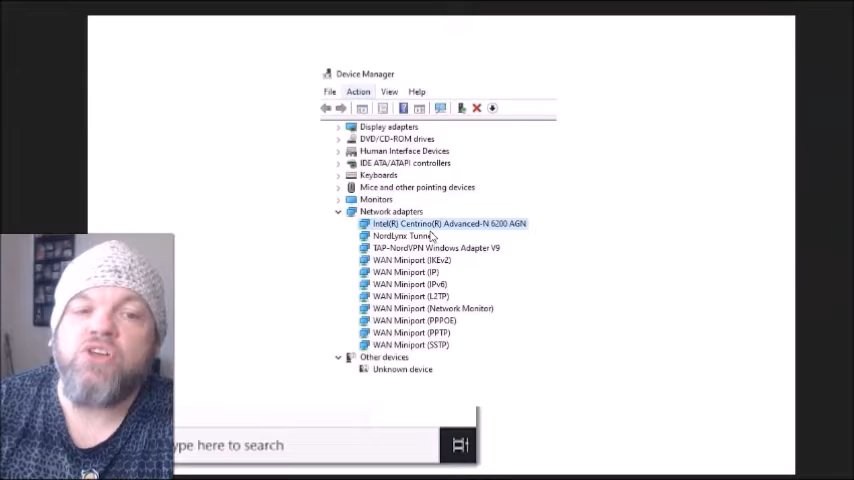 Device Manager
File Action View Help
Display adapters
DVD/CD-ROM drives
Human Interface Devices
IDE ATA/ATAPI controllers
Keyboards
Mice and other pointing devices
Monitors
Network adapters
Intel(R) Centrino(R) Advanced-N 6200 AGN
NordLynx Tunne
TAP-NordVPN Windows Adapter V9
WAN Miniport (IKEv2)
WAN Miniport (IP)
WAN Miniport (IPv6)
WAN Miniport (L2TP)
WAN Miniport (Network Monitor)
WAN Miniport (PPPOE)
WAN Miniport (PPTP)
WAN Miniport (SSTP)
Other devices
Unknown device
ype here to search